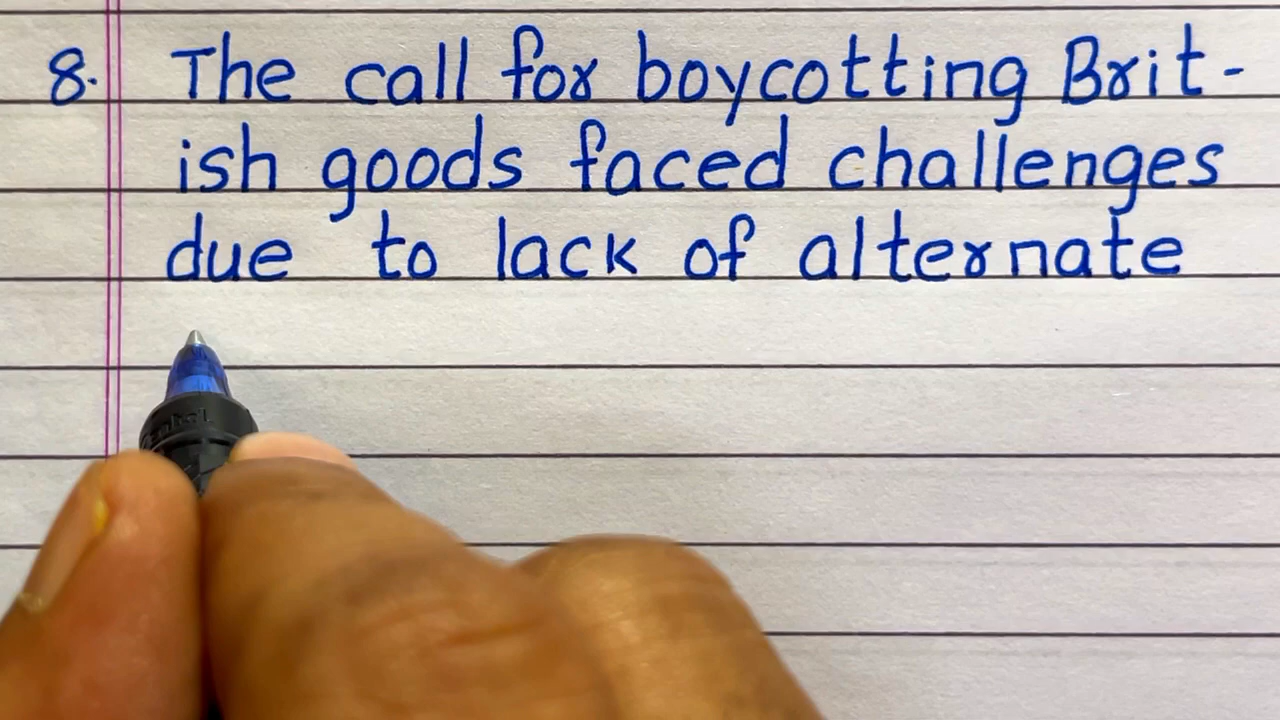 8. The call for boycotting Brit-
ish goods faced challenges
due to lack of alternate